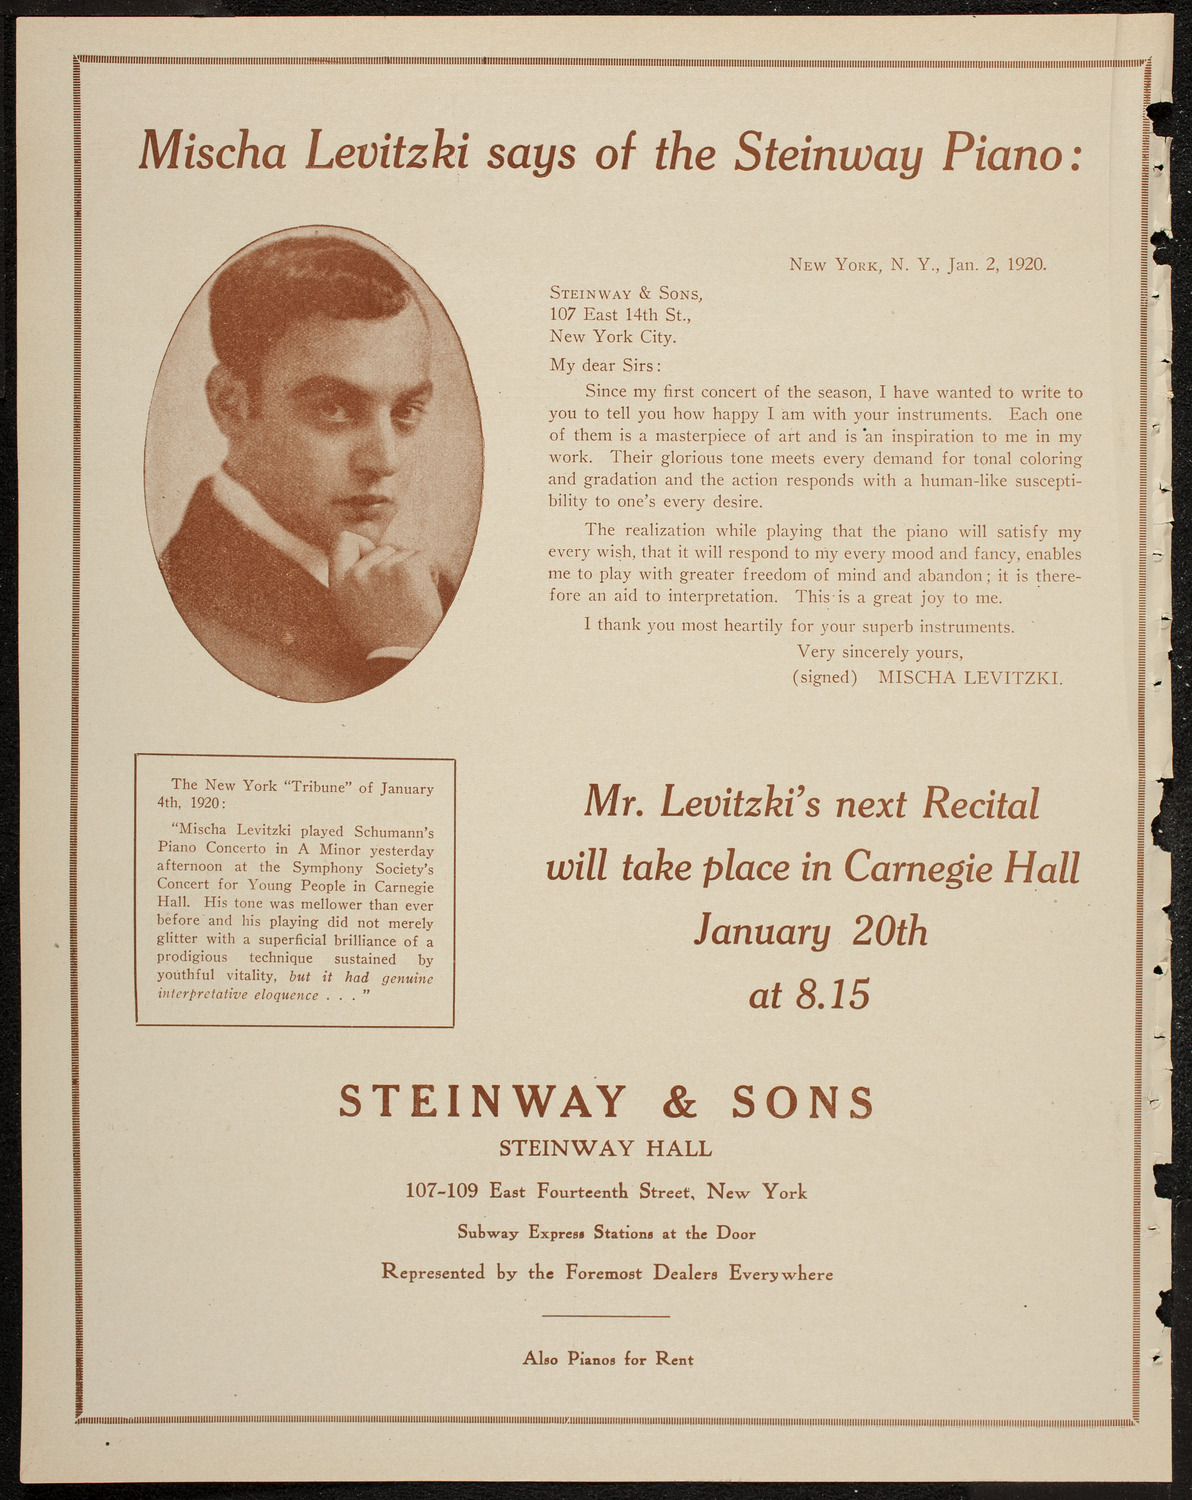 Mischa Levitzki says of the Steinway Piano:
NEW YORK, N. Y., Jan. 2, 1920.
STEINWAY & SONS,
107 East 14th St.,
New York City.
My dear Sirs:
Since my first concert of the season, I have wanted to write to
you to tell you how happy I am with your instruments. Each one
of them is a masterpiece of art and is an inspiration to me in my
work. Their glorious tone meets every demand for tonal coloring
and gradation and the action responds with a human-like suscepti-
bility to one's every desire.
The realization while playing that the piano will satisfy my
every wish, that it will respond to my every mood and fancy, enables
me to play with greater freedom of mind and abandon; it is there-
fore an aid to interpretation. This is a great joy to me.
I thank you most heartily for your superb instruments.
Very sincerely yours,
(signed) MISCHA LEVITZKI.
The New York "Tribune" of January
4th, 1920:
"Mischa Levitzki played Schumann's
Piano Concerto in A Minor yesterday
afternoon at the Symphony Society's
Concert for Young People in Carnegie
Hall. His tone was mellower than ever
before and his playing did not merely
glitter with a superficial brilliance of a
prodigious technique sustained by
youthful vitality, but it had genuine
interpretative eloquence . . . "
Mr. Levitzki's next Recital
will take place in Carnegie Hall
January 20th
at 8.15
STEINWAY & SONS
STEINWAY HALL
107-109 East Fourteenth Street, New York
Subway Express Stations at the Door
Represented by the Foremost Dealers Everywhere
Also Pianos for Rent